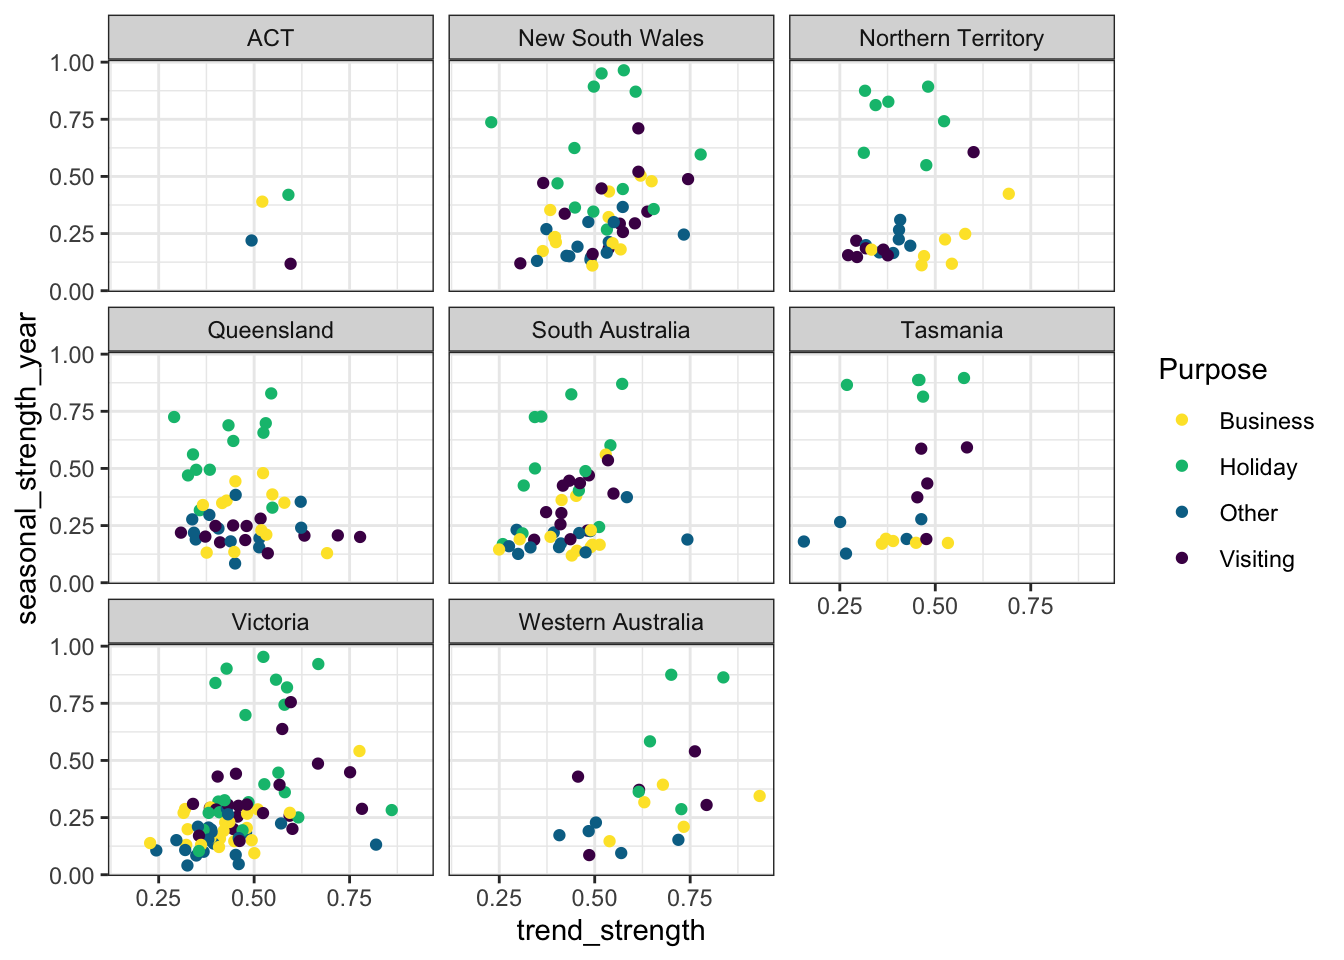 ACT
New South Wales
Northern Territory
1.00
0.75
0.50
0.25
0.00
Queensland
South Australia
Tasmania
1.00
0.75
0.50
0.25
0.00
0.25 0.50 0.75
Victoria
Western Australia
1.00
0.75
0.50
0.25
0.00
0.25 0.50 0.75
0.25 0.50 0.75
trend_strength
seasonal_strength_year
Purpose
Business
Holiday
Other
Visiting